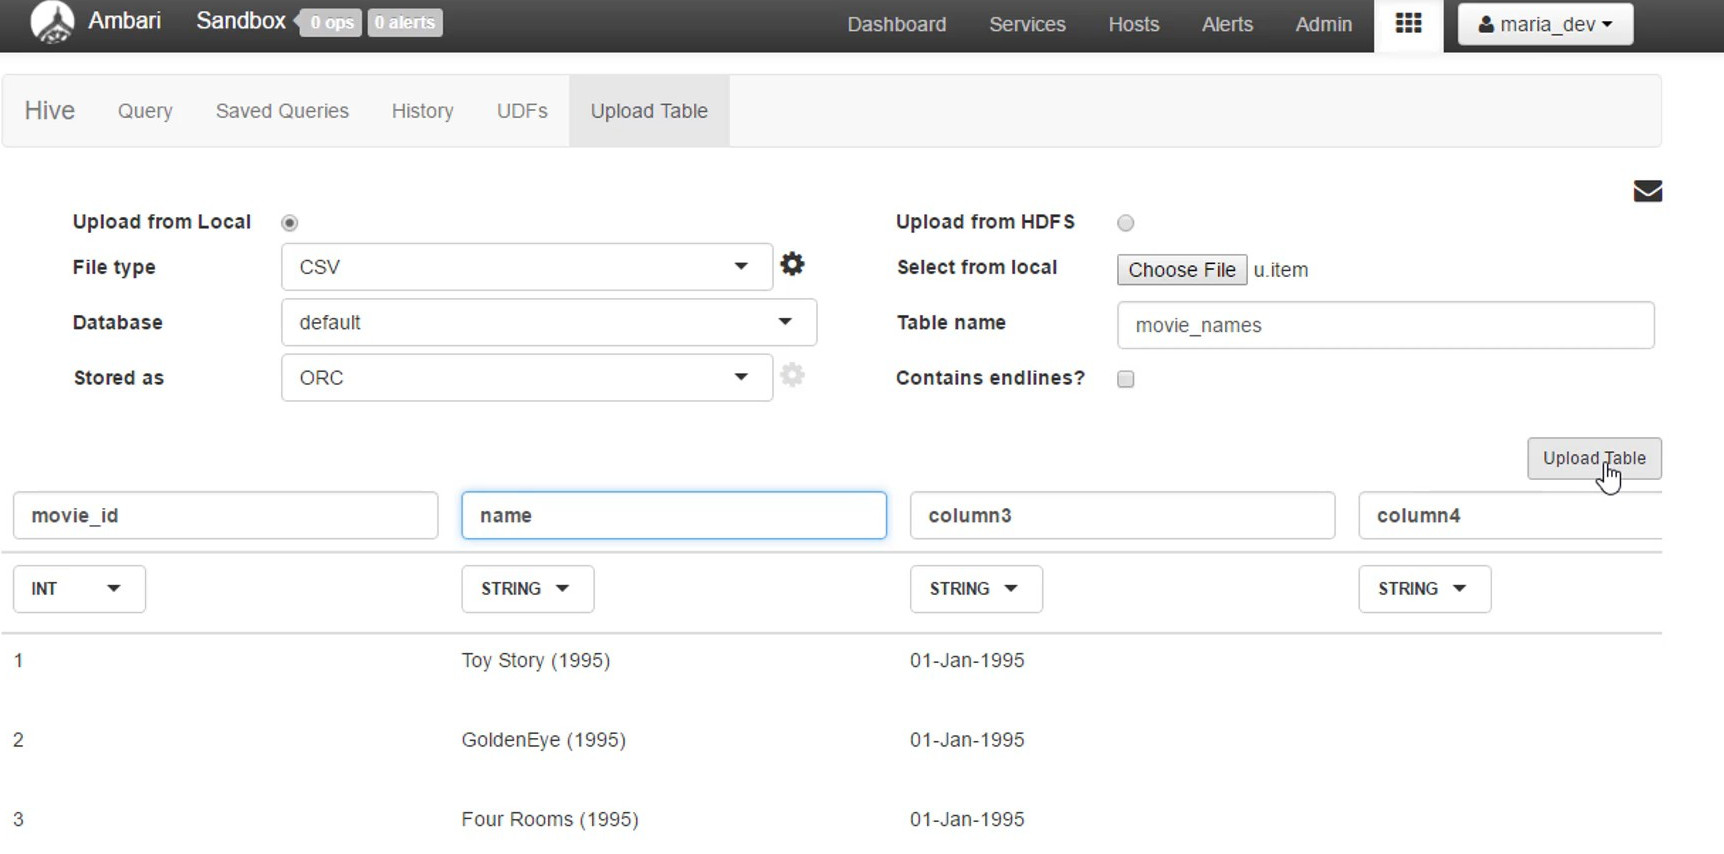 Ambari Sandbox 0 ops 0 alerts Dashboard Services Hosts Alerts Admin maria_dev
Hive Query Saved Queries History UDFs Upload Table
Upload from Local Upload from HDFS
File type CSV Select from local Choose File u.item
Database default Table name movie_names
Stored as ORC Contains endlines?
Upload Table
movie_id name column3 column4
INT STRING STRING STRING
1 Toy Story (1995) 01-Jan-1995
2 GoldenEye (1995) 01-Jan-1995
3 Four Rooms (1995) 01-Jan-1995